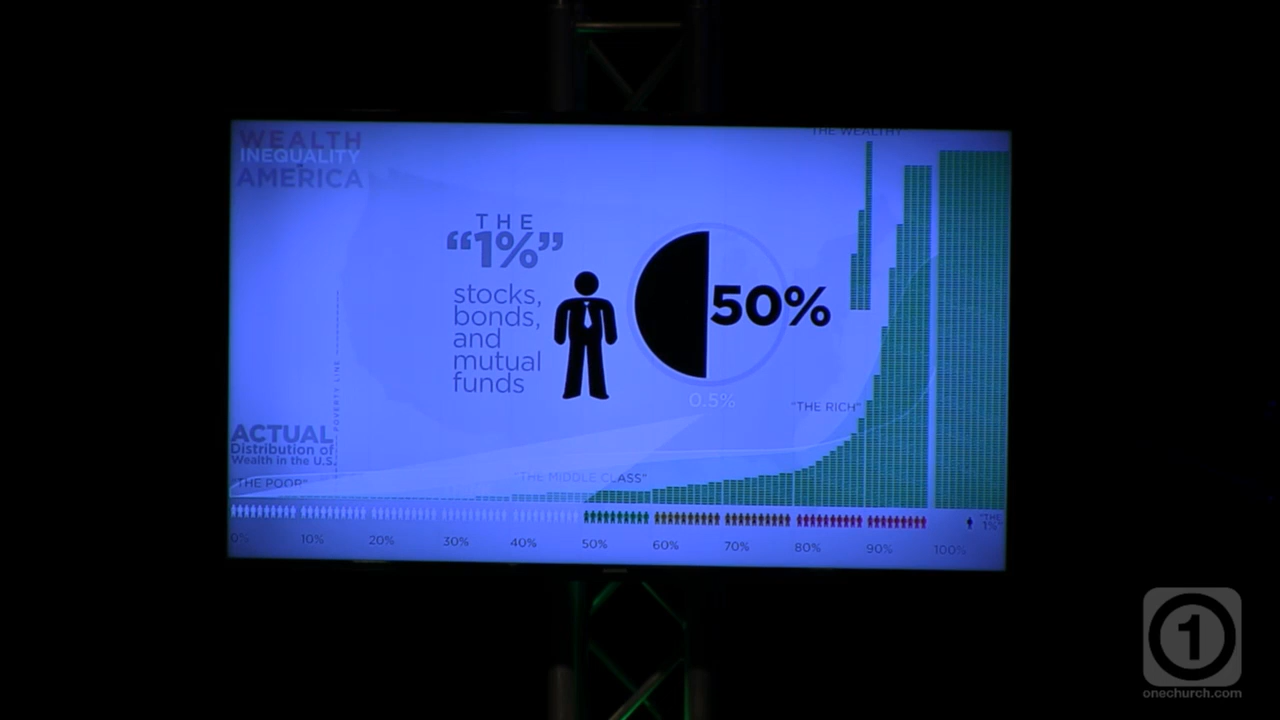 THE WEALTHY
WEALTH
INEQUALITY
AMERICA
THE
“1%”
stocks,
bonds,
and
mutual
funds
50%
0.5%
POVERTY LINE
"THE RICH"
ACTUAL
Distribution of
Wealth in the U.S.
"THE POOR"
"THE MIDDLE CLASS"
"THE
1%"
0% 10% 20% 30% 40% 50% 60% 70% 80% 90% 100%
1
onechurch.com